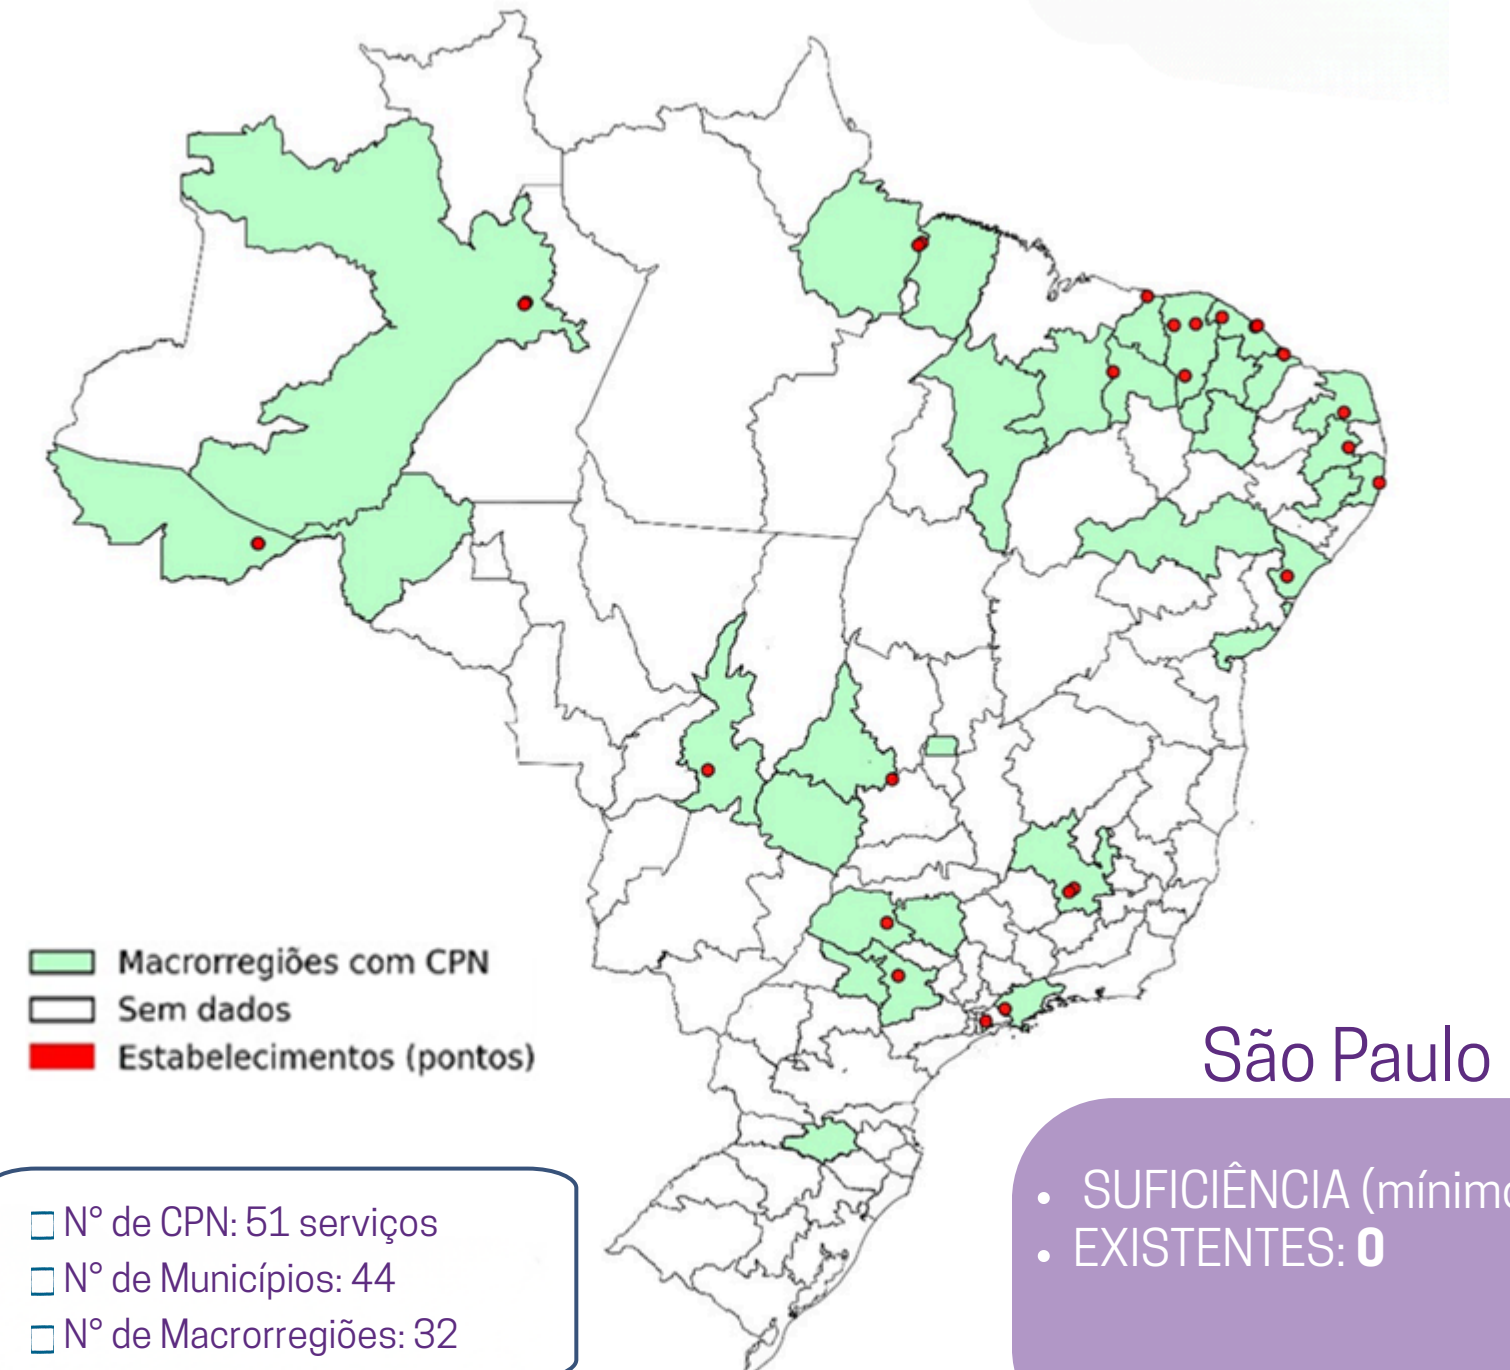 Macrorregiões com CPN
Sem dados
Estabelecimentos (pontos)
N° de CPN: 51 serviços
N° de Municípios: 44
N° de Macrorregiões: 32
São Paulo
• SUFICIÊNCIA (mínimo
• EXISTENTES: 0